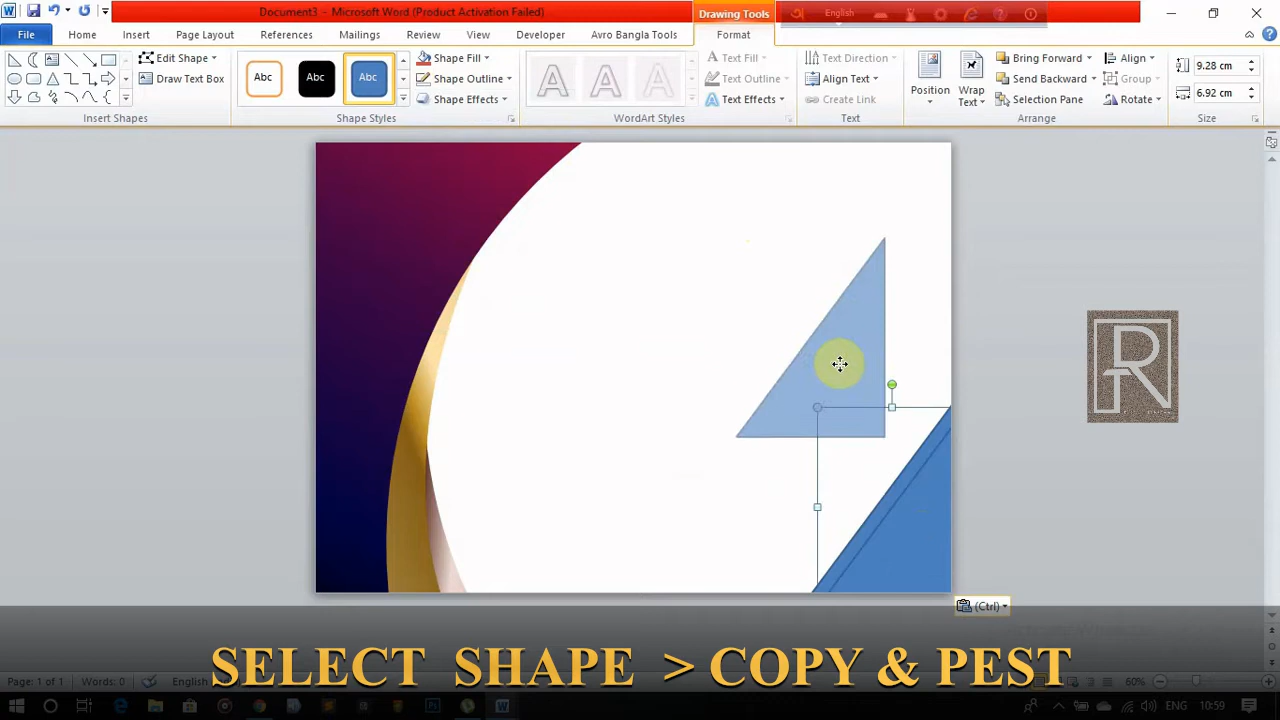 Document3 - Microsoft Word (Product Activation Failed)
Drawing Tools
English
File Home Insert Page Layout References Mailings Review View Developer Avro Bangla Tools Format
Edit Shape
Draw Text Box
Insert Shapes
Abc Abc Abc
Shape Fill
Shape Outline
Shape Effects
Shape Styles
A A A
Text Fill
Text Outline
Text Effects
WordArt Styles
Text Direction
Align Text
Create Link
Text
Position
Wrap Text
Bring Forward
Send Backward
Selection Pane
Align
Group
Rotate
Arrange
9.28 cm
6.92 cm
Size
R
(Ctrl)
SELECT SHAPE > COPY & PEST
Page: 1 of 1 Words: 0 60%
ENG 10:59